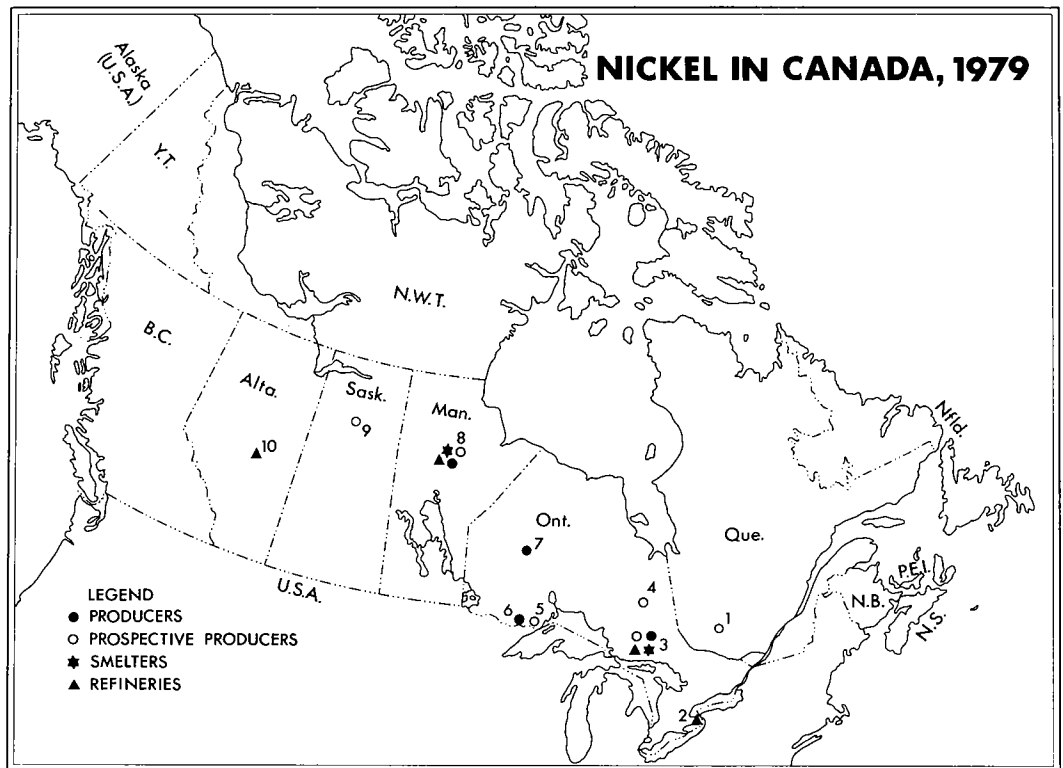 NICKEL IN CANADA, 1979
Alaska
(U.S.A.)
Y.T.
N.W.T.
B.C.
Alta.
Sask.
Man.
Nfld.
8
9
10
Ont.
Que.
7
P.E.I.
U.S.A.
4
N.B.
N.S.
6
5
1
3
2
LEGEND
PRODUCERS
PROSPECTIVE PRODUCERS
SMELTERS
REFINERIES